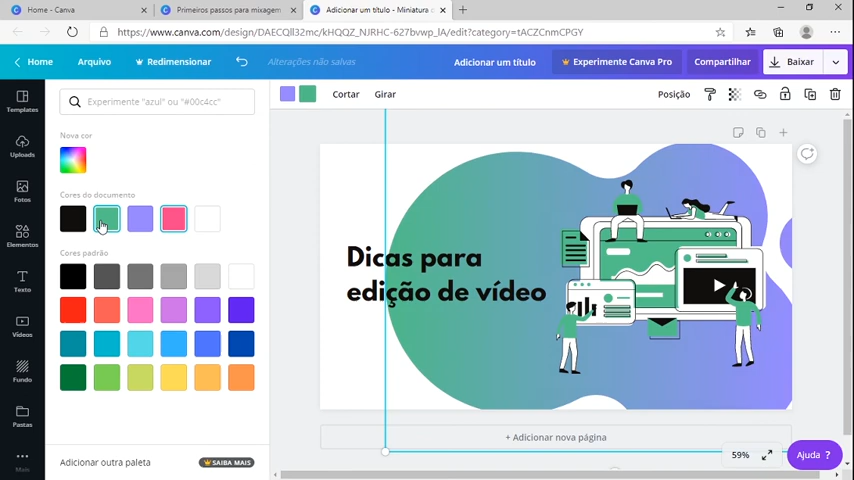 Home - Canva
Primeiros passos para mixagem
Adicionar um título - Miniatura d
https://www.canva.com/design/DAECQll32mc/kHQQZ_NJRHC-627bvwp_lA/edit?category=tACZCnmCPGY
Home
Arquivo
Redimensionar
Alterações não salvas
Adicionar um título
Experimente Canva Pro
Compartilhar
Baixar
Templates
Uploads
Fotos
Elementos
Texto
Vídeos
Fundo
Pastas
Mais
Experimente "azul" ou "#00c4cc"
Nova cor
Cores do documento
Cores padrão
Adicionar outra paleta
SAIBA MAIS
Cortar
Girar
Posição
Dicas para
edição de vídeo
+ Adicionar nova página
59%
Ajuda ?